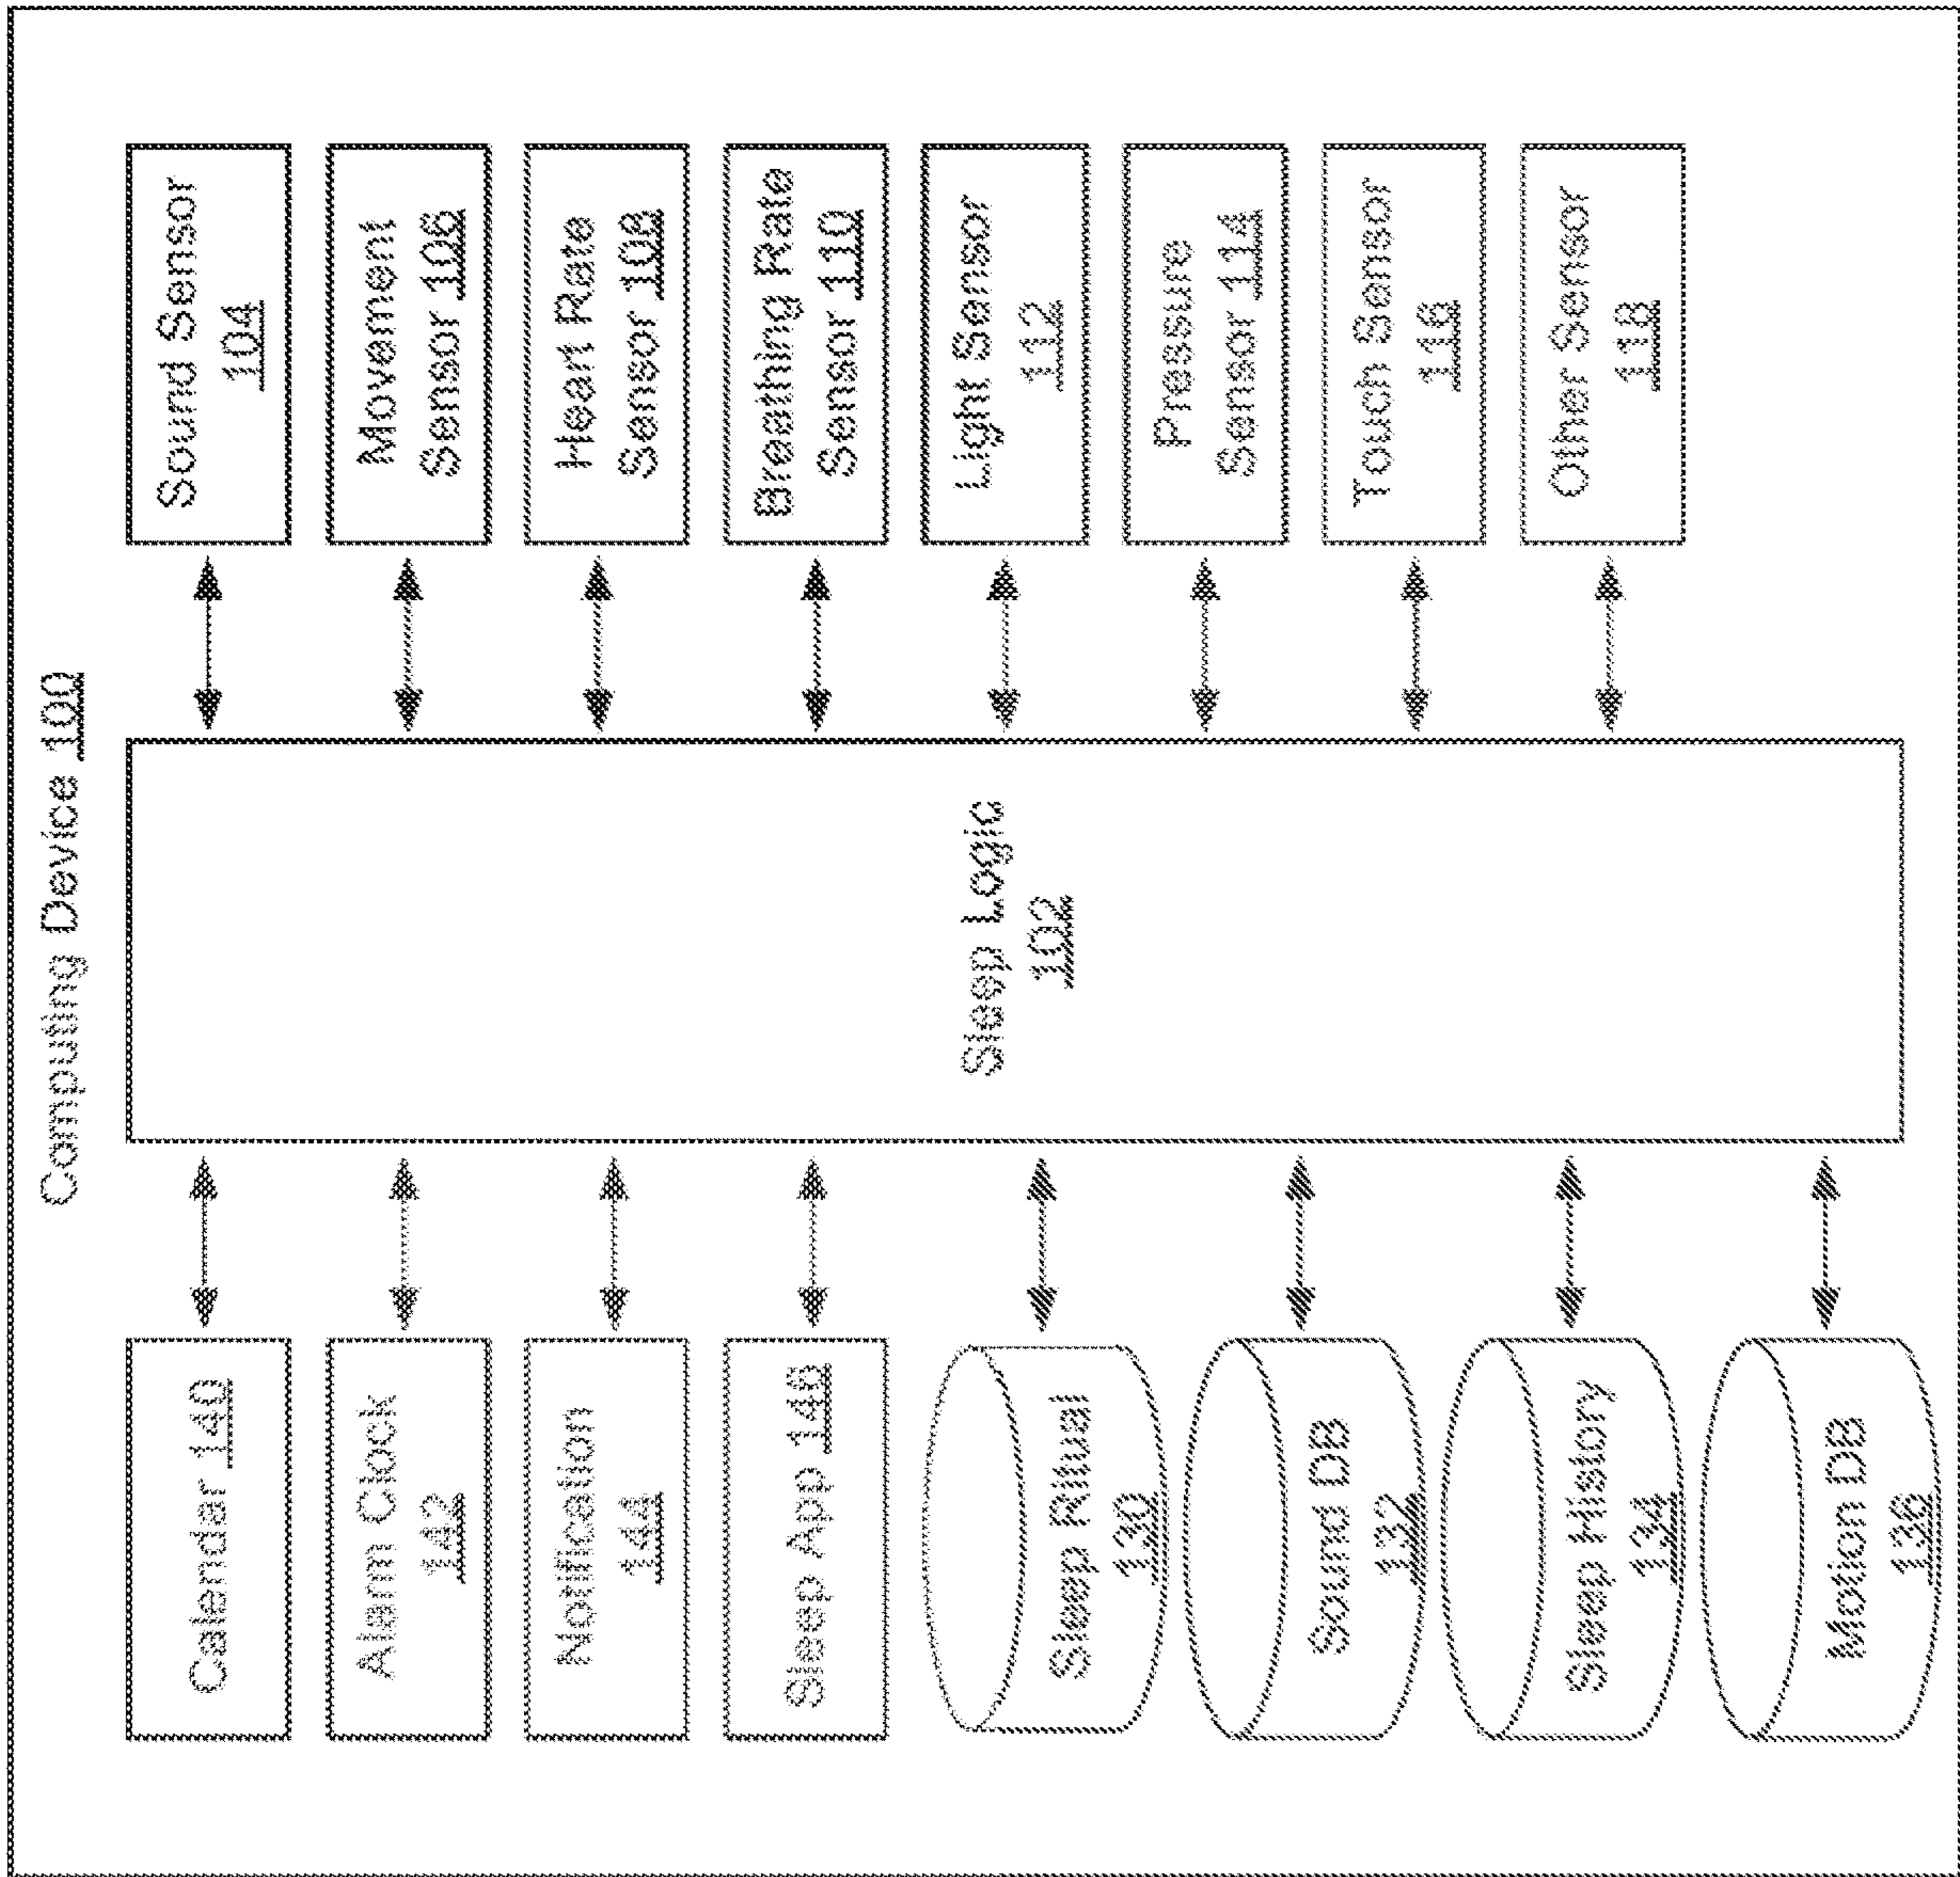 Computing Device 100
Calendar 140
Alarm Clock
142
Notification
144
Sleep App 146
Sleep Ritual
130
Sound DB
132
Sleep History
134
Motion DB
136
Sleep Logic
102
Sound Sensor
104
Movement
Sensor 106
Heart Rate
Sensor 108
Breathing Rate
Sensor 110
Light Sensor
112
Pressure
Sensor 114
Touch Sensor
116
Other Sensor
118